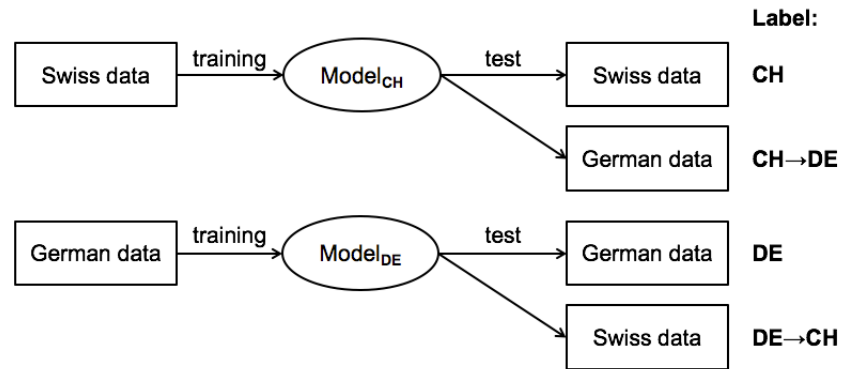 Label:
Swiss data training Model_CH test Swiss data CH
German data CH→DE
German data training Model_DE test German data DE
Swiss data DE→CH